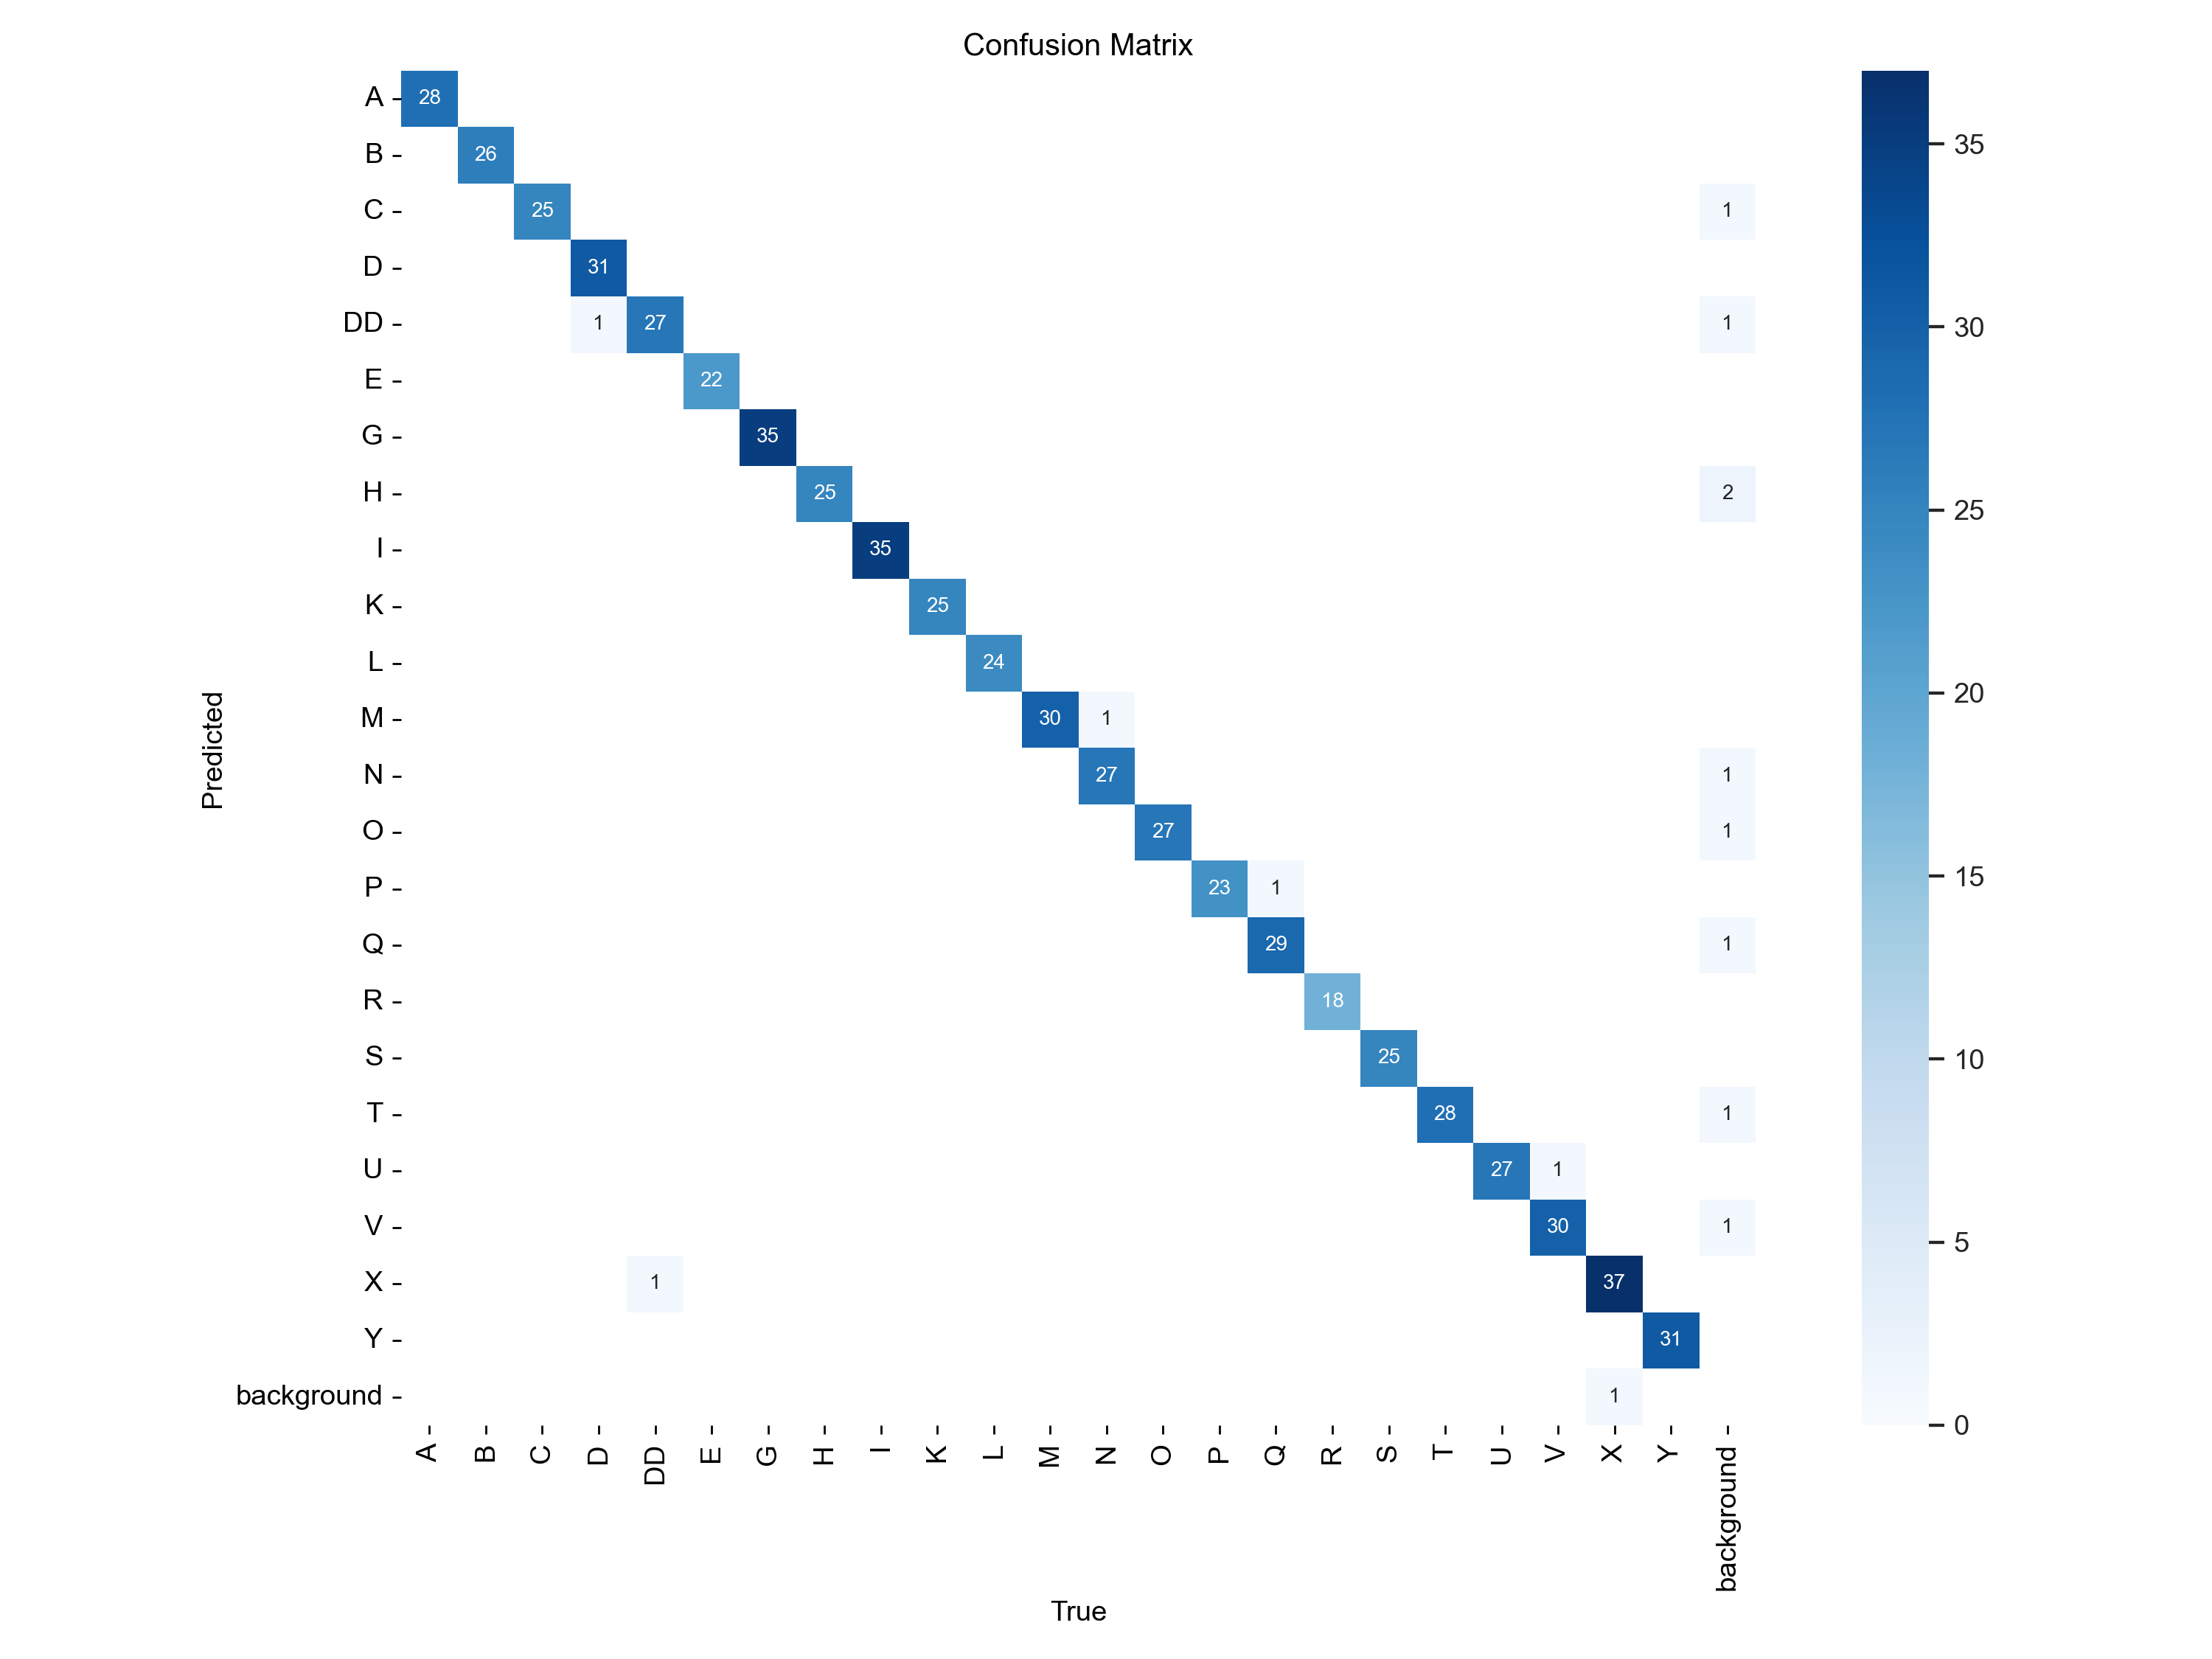 Confusion Matrix
A 28
B 26
C 25 1
D 31
DD 1 27 1
E 22
G 35
H 25 2
I 35
K 25
L 24
M 30 1
N 27 1
O 27 1
P 23 1
Q 29 1
R 18
S 25
T 28 1
U 27 1
V 30 1
X 1 37
Y 31
background 1
A B C D DD E G H I K L M N O P Q R S T U V X Y background
Predicted
True
35
30
25
20
15
10
5
0